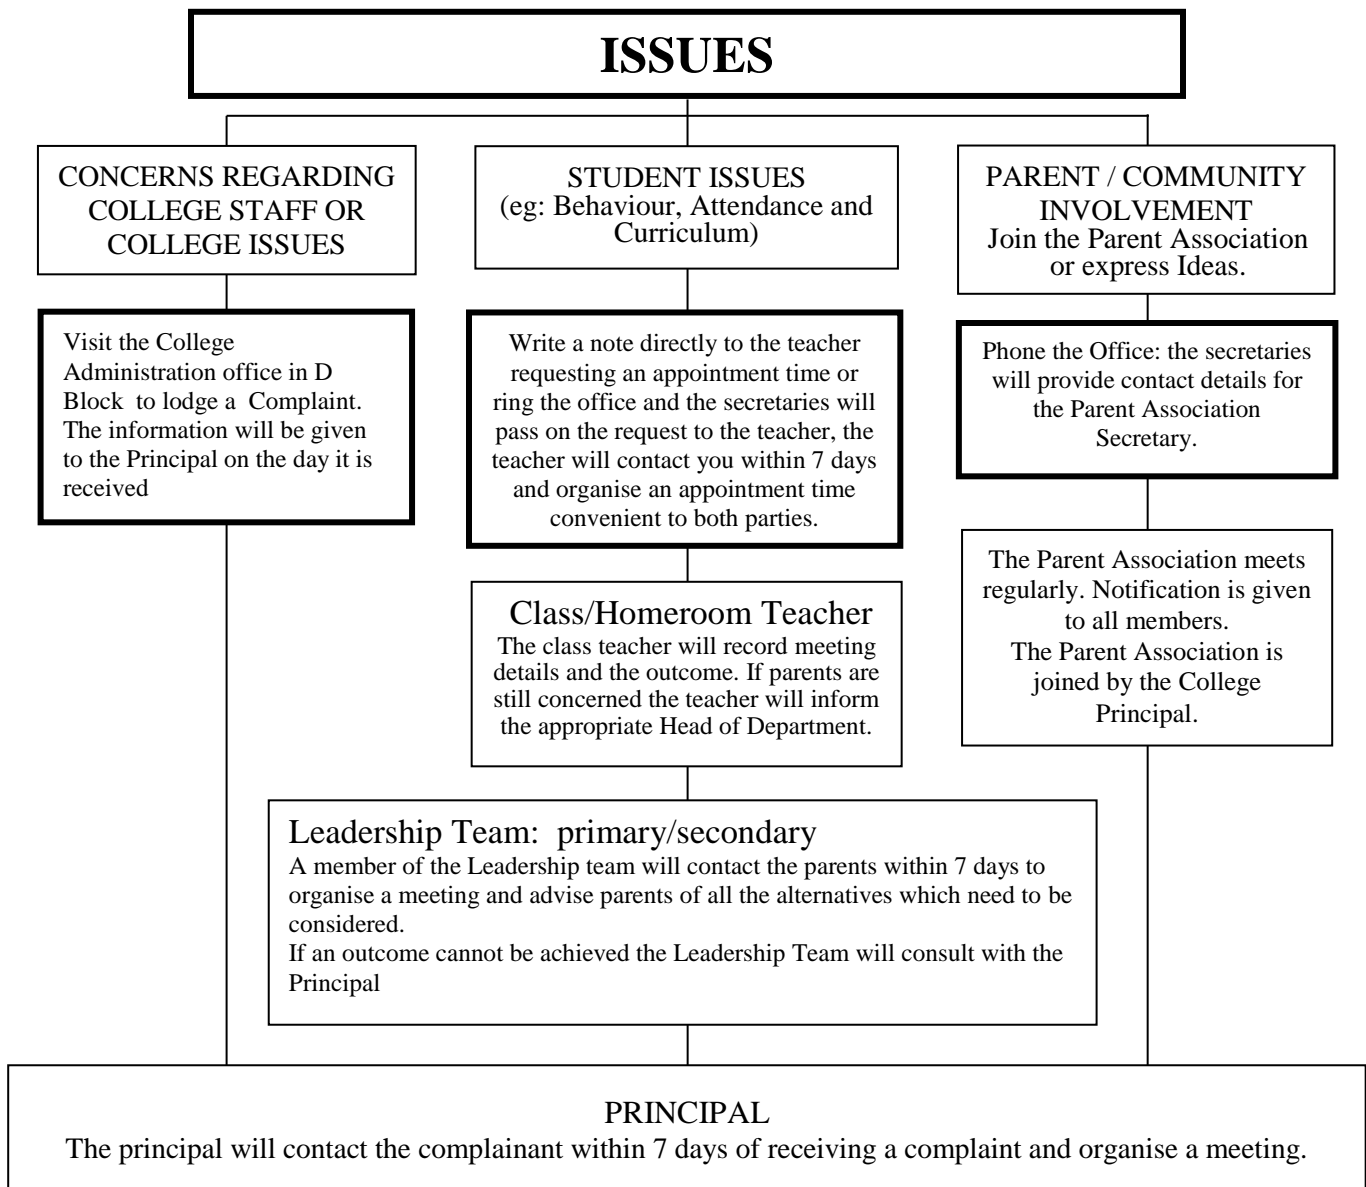 ISSUES
CONCERNS REGARDING
COLLEGE STAFF OR
COLLEGE ISSUES
STUDENT ISSUES
(eg: Behaviour, Attendance and
Curriculum)
PARENT / COMMUNITY
INVOLVEMENT
Join the Parent Association
or express Ideas.
Visit the College
Administration office in D
Block  to lodge a  Complaint.
The information will be given
to the Principal on the day it is
received
Write a note directly to the teacher
requesting an appointment time or
ring the office and the secretaries will
pass on the request to the teacher, the
teacher will contact you within 7 days
and organise an appointment time
convenient to both parties.
Phone the Office: the secretaries
will provide contact details for
the Parent Association
Secretary.
The Parent Association meets
regularly. Notification is given
to all members.
The Parent Association is
joined by the College
Principal.
Class/Homeroom Teacher
The class teacher will record meeting
details and the outcome. If parents are
still concerned the teacher will inform
the appropriate Head of Department.
Leadership Team:  primary/secondary
A member of the Leadership team will contact the parents within 7 days to
organise a meeting and advise parents of all the alternatives which need to be
considered.
If an outcome cannot be achieved the Leadership Team will consult with the
Principal
PRINCIPAL
The principal will contact the complainant within 7 days of receiving a complaint and organise a meeting.